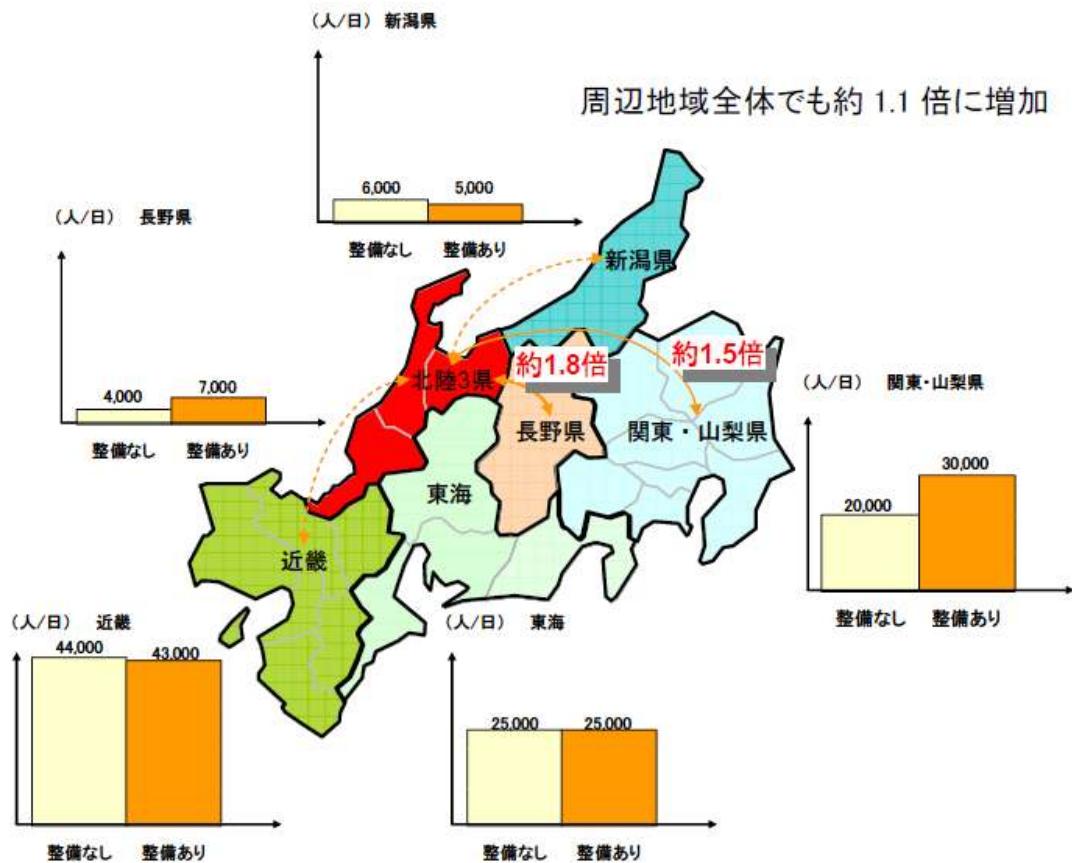 (人/日) 新潟県
周辺地域全体でも約 1.1 倍に増加
6,000
5,000
整備なし
整備あり
(人/日) 長野県
4,000
7,000
整備なし
整備あり
新潟県
約1.8倍
約1.5倍
北陸3県
長野県
関東・山梨県
東海
近畿
(人/日) 関東・山梨県
20,000
30,000
整備なし
整備あり
(人/日) 近畿
44,000
43,000
整備なし
整備あり
(人/日) 東海
25,000
25,000
整備なし
整備あり